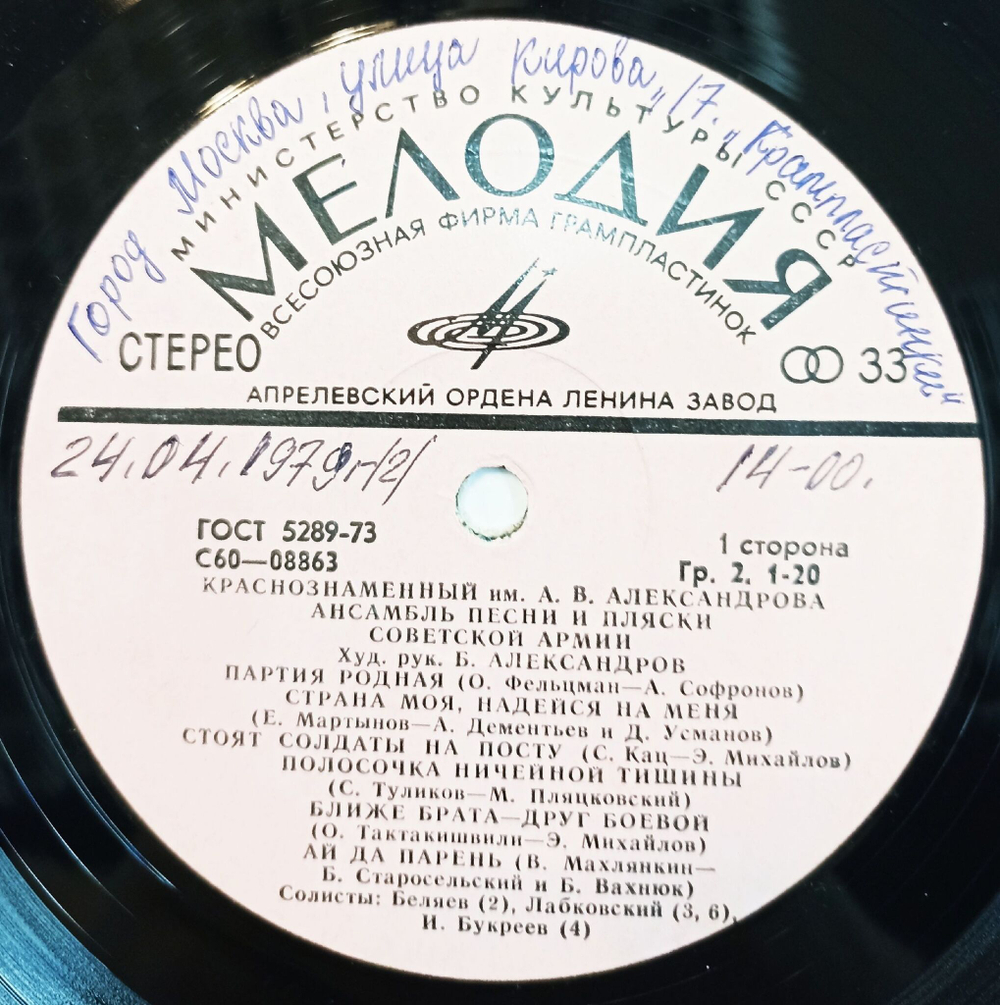 Город Москва, улица Кирова, 17. „Грампластинкей"
МИНИСТЕРСТВО КУЛЬТУРЫ СССР
МЕЛОДИЯ
ВСЕСОЮЗНАЯ ФИРМА ГРАМПЛАСТИНОК
СТЕРЕО
33
АПРЕЛЕВСКИЙ ОРДЕНА ЛЕНИНА ЗАВОД
24.04.1979г./2/ 14-00.
ГОСТ 5289-73
С60—08863
1 сторона
Гр. 2. 1-20
КРАСНОЗНАМЕННЫЙ им. А. В. АЛЕКСАНДРОВА
АНСАМБЛЬ ПЕСНИ И ПЛЯСКИ
СОВЕТСКОЙ АРМИИ
Худ. рук. Б. АЛЕКСАНДРОВ
ПАРТИЯ РОДНАЯ (О. Фельцман—А. Софронов)
СТРАНА МОЯ, НАДЕЙСЯ НА МЕНЯ
(Е. Мартынов—А. Дементьев и Д. Усманов)
СТОЯТ СОЛДАТЫ НА ПОСТУ (С. Кац—Э. Михайлов)
ПОЛОСОЧКА НИЧЕЙНОЙ ТИШИНЫ
(С. Туликов—М. Пляцковский)
БЛИЖЕ БРАТА—ДРУГ БОЕВОЙ
(О. Тактакишвили—Э. Михайлов)
АЙ ДА ПАРЕНЬ (В. Махлянкин—
Б. Старосельский и Б. Вахнюк)
Солисты: Беляев (2), Лабковский (3, 6),
И. Букреев (4)